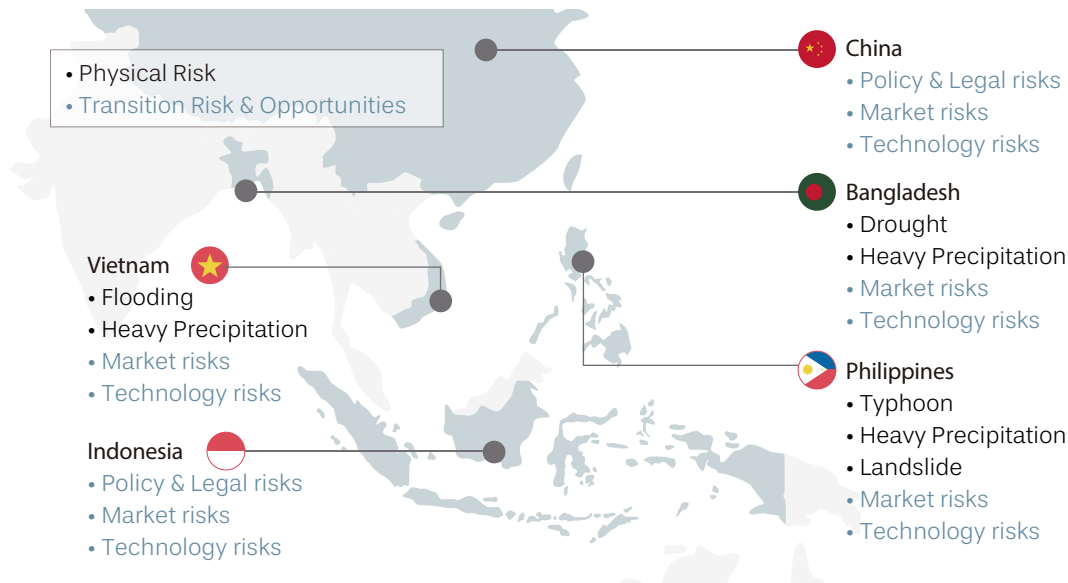 • Physical Risk
• Transition Risk & Opportunities
China
• Policy & Legal risks
• Market risks
• Technology risks
Bangladesh
• Drought
• Heavy Precipitation
• Market risks
• Technology risks
Vietnam
• Flooding
• Heavy Precipitation
• Market risks
• Technology risks
Philippines
• Typhoon
• Heavy Precipitation
• Landslide
• Market risks
• Technology risks
Indonesia
• Policy & Legal risks
• Market risks
• Technology risks